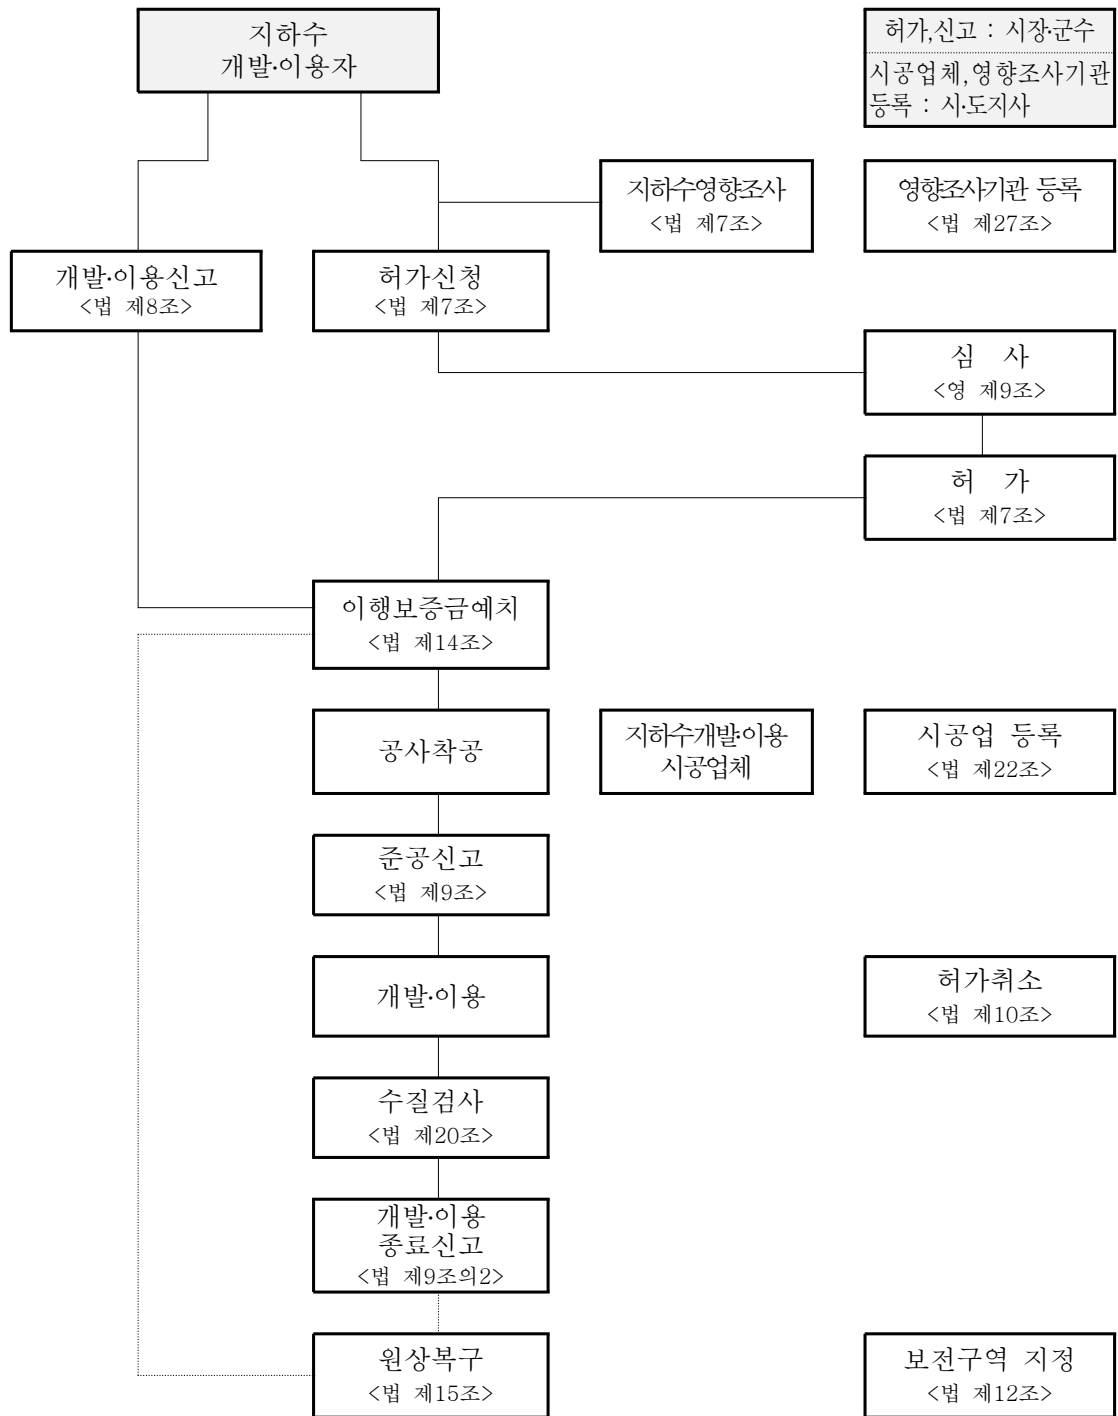 지하수
개발·이용자
허가,신고 : 시장·군수
시공업체,영향조사기관
등록 : 시·도지사
지하수영향조사
<법 제7조>
영향조사기관 등록
<법 제27조>
개발·이용신고
<법 제8조>
허가신청
<법 제7조>
심 사
<영 제9조>
허 가
<법 제7조>
이행보증금예치
<법 제14조>
공사착공
지하수개발·이용
시공업체
시공업 등록
<법 제22조>
준공신고
<법 제9조>
개발·이용
허가취소
<법 제10조>
수질검사
<법 제20조>
개발·이용
종료신고
<법 제9조의2>
원상복구
<법 제15조>
보전구역 지정
<법 제12조>